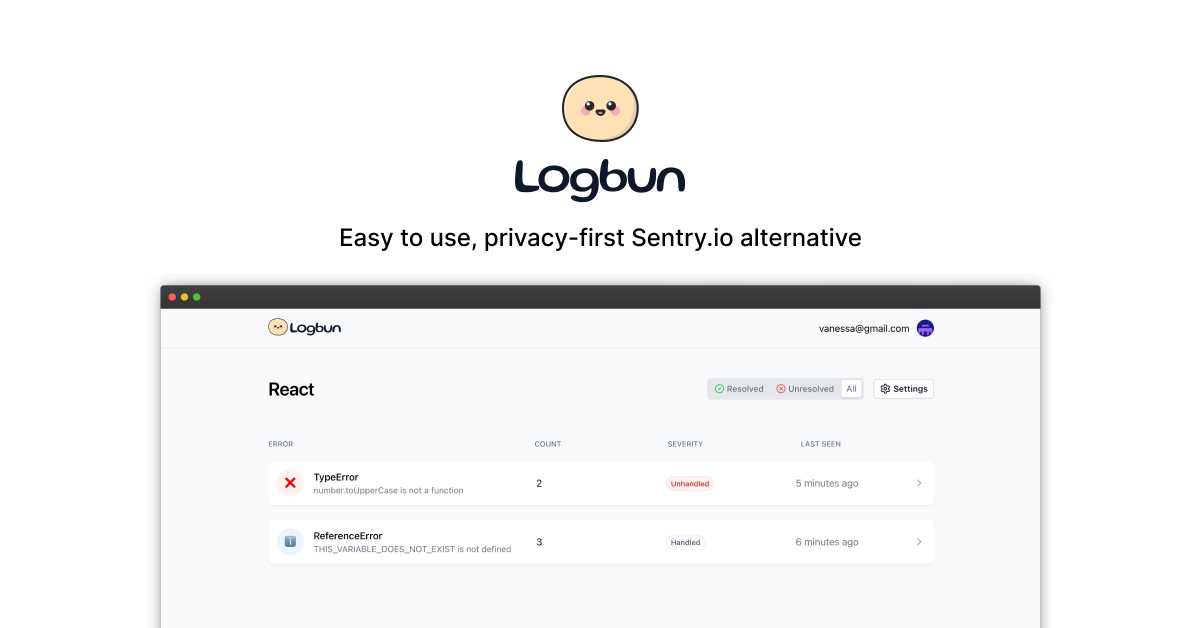 Logbun
Easy to use, privacy-first Sentry.io alternative
Logbun
vanessa@gmail.com
React
Resolved Unresolved All Settings
ERROR COUNT SEVERITY LAST SEEN
TypeError
number.toUpperCase is not a function
2 Unhandled 5 minutes ago
ReferenceError
THIS_VARIABLE_DOES_NOT_EXIST is not defined
3 Handled 6 minutes ago